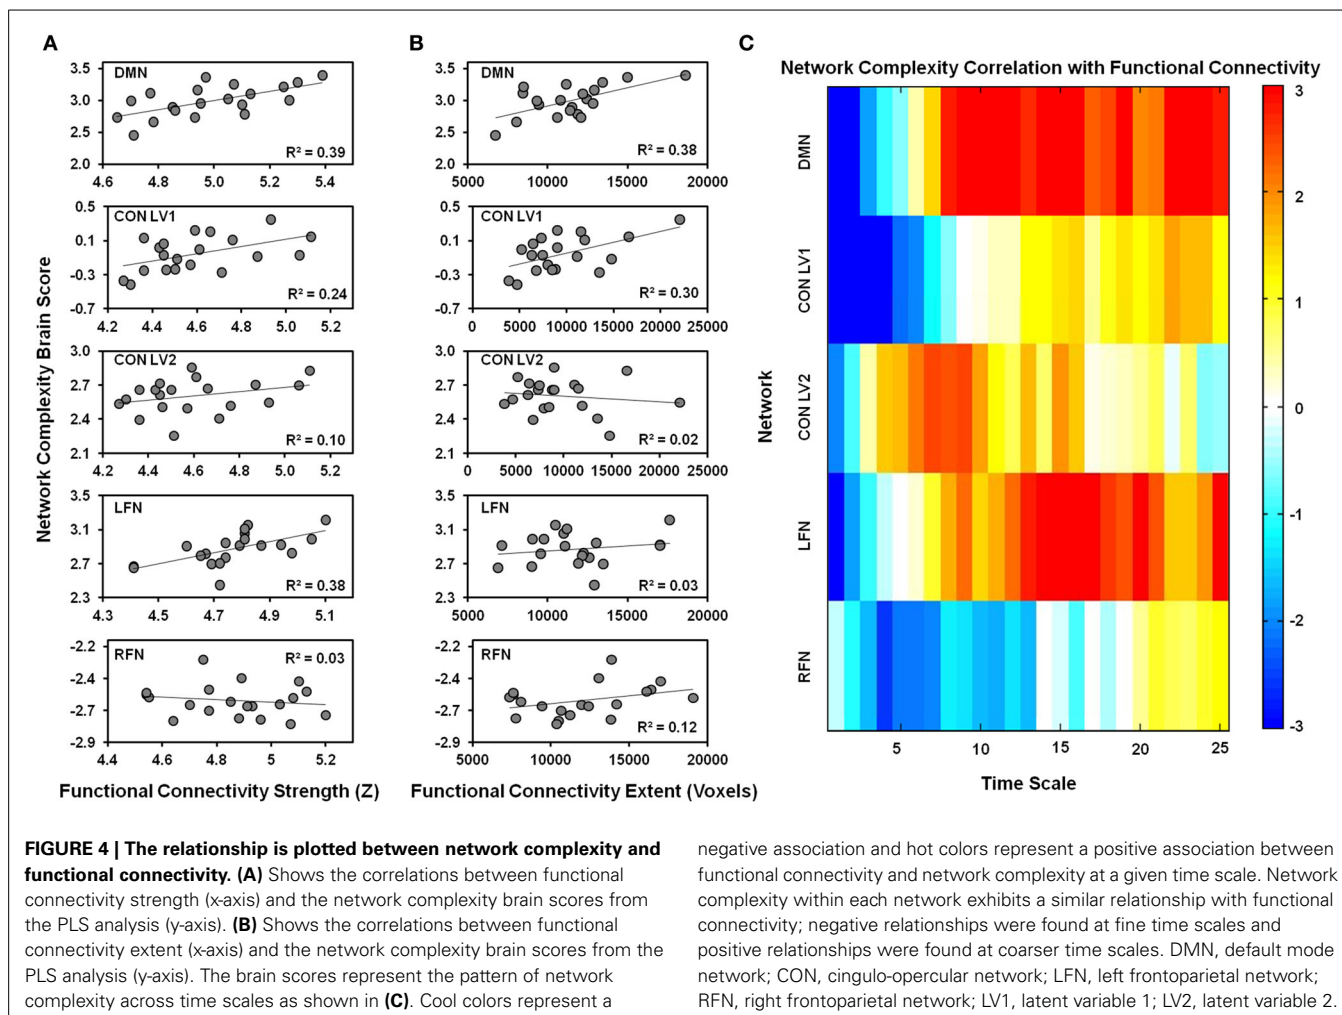 A
B
C
Network Complexity Correlation with Functional Connectivity
Network Complexity Brain Score
DMN
3.5
3.0
2.5
2.0
R² = 0.39
4.6 4.8 5.0 5.2 5.4
CON LV1
0.5
0.1
-0.3
-0.7
R² = 0.24
4.2 4.4 4.6 4.8 5.0 5.2
CON LV2
3.0
2.7
2.4
2.1
R² = 0.10
4.2 4.4 4.6 4.8 5.0 5.2
LFN
3.5
3.1
2.7
2.3
R² = 0.38
4.3 4.5 4.7 4.9 5.1
RFN
R² = 0.03
-2.2
-2.4
-2.7
-2.9
4.4 4.6 4.8 5.0 5.2
Functional Connectivity Strength (Z)
DMN
3.5
3.0
2.5
2.0
R² = 0.38
5000 10000 15000 20000
CON LV1
0.5
0.1
-0.3
-0.7
R² = 0.30
0 5000 10000 15000 20000 25000
CON LV2
3.0
2.7
2.4
2.1
R² = 0.02
0 5000 10000 15000 20000 25000
LFN
3.5
3.1
2.7
2.3
R² = 0.03
5000 10000 15000 20000
RFN
-2.2
-2.4
-2.7
-2.9
R² = 0.12
5000 10000 15000 20000
Functional Connectivity Extent (Voxels)
Network
DMN
CON LV1
CON LV2
LFN
RFN
5 10 15 20 25
Time Scale
3
2
1
0
-1
-2
-3
FIGURE 4 | The relationship is plotted between network complexity and
functional connectivity. (A) Shows the correlations between functional
connectivity strength (x-axis) and the network complexity brain scores from
the PLS analysis (y-axis). (B) Shows the correlations between functional
connectivity extent (x-axis) and the network complexity brain scores from the
PLS analysis (y-axis). The brain scores represent the pattern of network
complexity across time scales as shown in (C). Cool colors represent a
negative association and hot colors represent a positive association between
functional connectivity and network complexity at a given time scale. Network
complexity within each network exhibits a similar relationship with functional
connectivity; negative relationships were found at fine time scales and
positive relationships were found at coarser time scales. DMN, default mode
network; CON, cingulo-opercular network; LFN, left frontoparietal network;
RFN, right frontoparietal network; LV1, latent variable 1; LV2, latent variable 2.